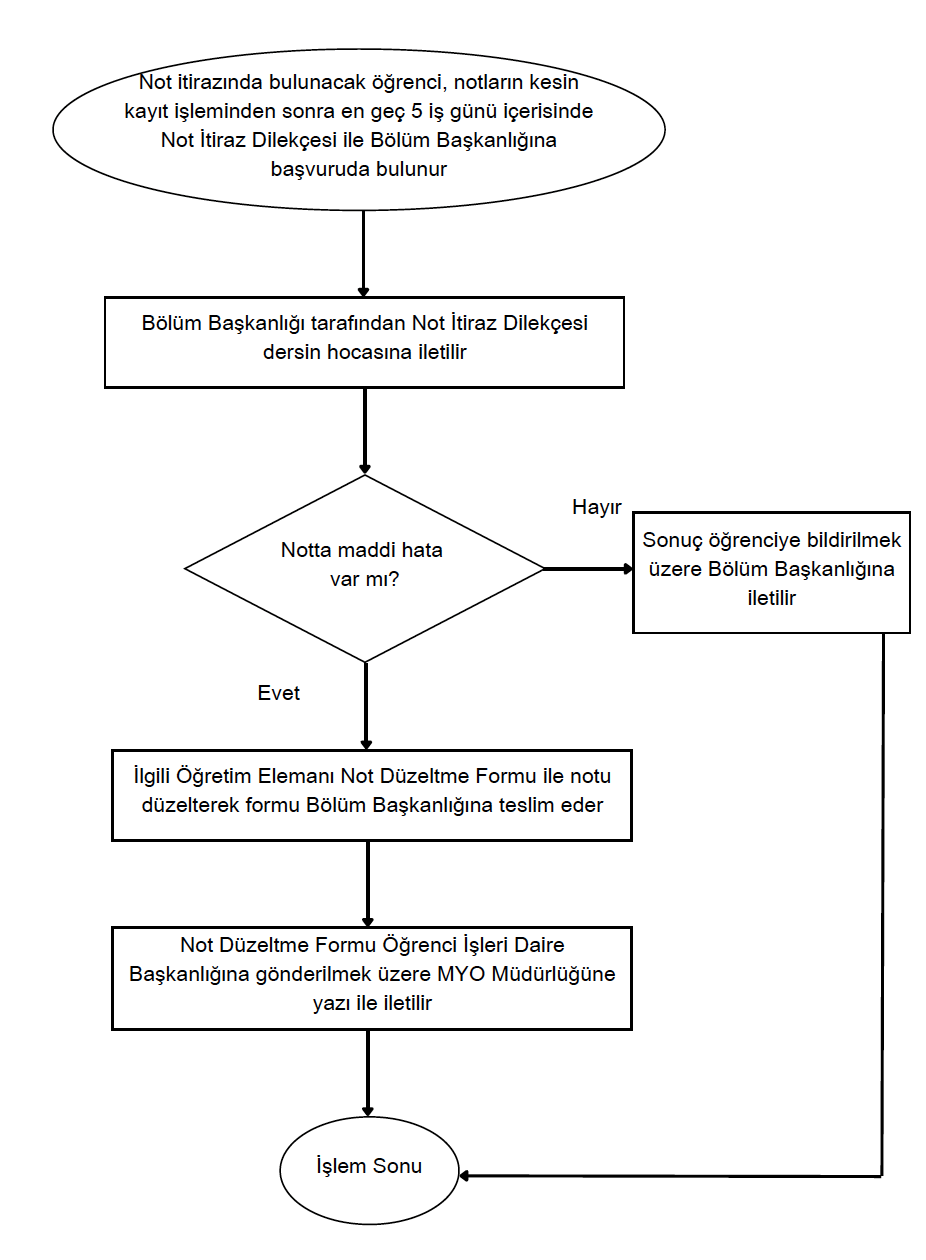 Not itirazında bulunacak öğrenci, notların kesin
kayıt işleminden sonra en geç 5 iş günü içerisinde
Not İtiraz Dilekçesi ile Bölüm Başkanlığına
başvuruda bulunur
Bölüm Başkanlığı tarafından Not İtiraz Dilekçesi
dersin hocasına iletilir
Notta maddi hata
var mı?
Hayır
Sonuç öğrenciye bildirilmek
üzere Bölüm Başkanlığına
iletilir
Evet
İlgili Öğretim Elemanı Not Düzeltme Formu ile notu
düzelterek formu Bölüm Başkanlığına teslim eder
Not Düzeltme Formu Öğrenci İşleri Daire
Başkanlığına gönderilmek üzere MYO Müdürlüğüne
yazı ile iletilir
İşlem Sonu